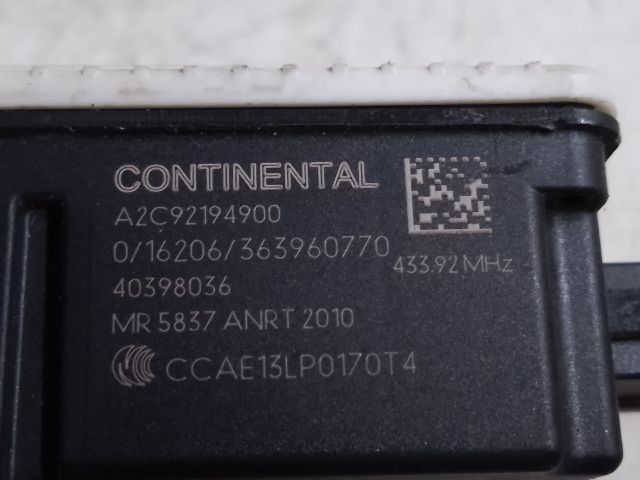 CONTINENTAL
A2C92194900
0/16206/363960770
433.92 MHz
40398036
MR 5837 ANRT 2010
CCAE13LP0170T4